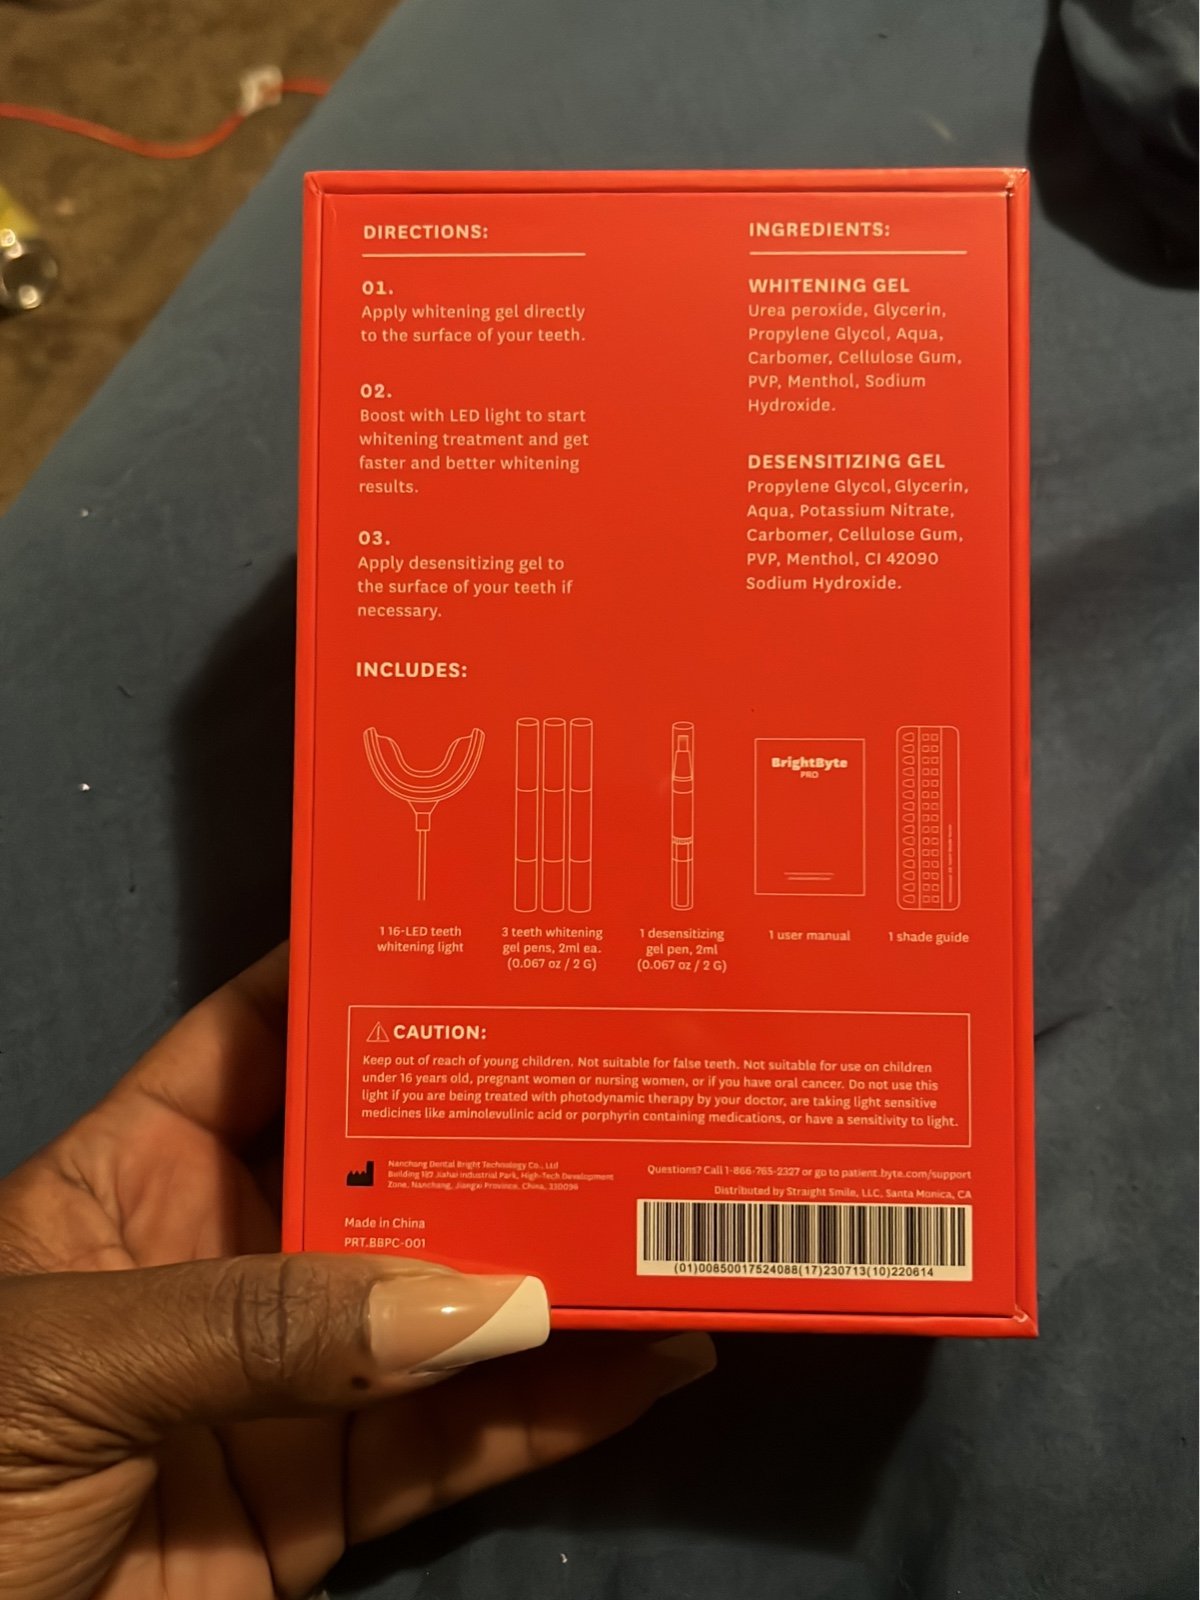 DIRECTIONS:
01.
Apply whitening gel directly
to the surface of your teeth.
02.
Boost with LED light to start
whitening treatment and get
faster and better whitening
results.
03.
Apply desensitizing gel to
the surface of your teeth if
necessary.
INGREDIENTS:
WHITENING GEL
Urea peroxide, Glycerin,
Propylene Glycol, Aqua,
Carbomer, Cellulose Gum,
PVP, Menthol, Sodium
Hydroxide.
DESENSITIZING GEL
Propylene Glycol, Glycerin,
Aqua, Potassium Nitrate,
Carbomer, Cellulose Gum,
PVP, Menthol, CI 42090
Sodium Hydroxide.
INCLUDES:
BrightByte
PRO
1 16-LED teeth
whitening light
3 teeth whitening
gel pens, 2ml ea.
(0.067 oz / 2 G)
1 desensitizing
gel pen, 2ml
(0.067 oz / 2 G)
1 user manual
1 shade guide
CAUTION:
Keep out of reach of young children. Not suitable for false teeth. Not suitable for use on children
under 16 years old, pregnant women or nursing women, or if you have oral cancer. Do not use this
light if you are being treated with photodynamic therapy by your doctor, are taking light sensitive
medicines like aminolevulinic acid or porphyrin containing medications, or have a sensitivity to light.
Nanchang Dental Bright Technology Co., Ltd
Building Jiahai Industrial Park, High-Tech Development
Zone, Nanchang, Jiangxi Province, China, 330096
Made in China
PRT.BBPC-001
Questions? Call 1-866-765-2327 or go to patient.byte.com/support
Distributed by Straight Smile, LLC, Santa Monica, CA
(01)00850017524088(17)230713(10)220614